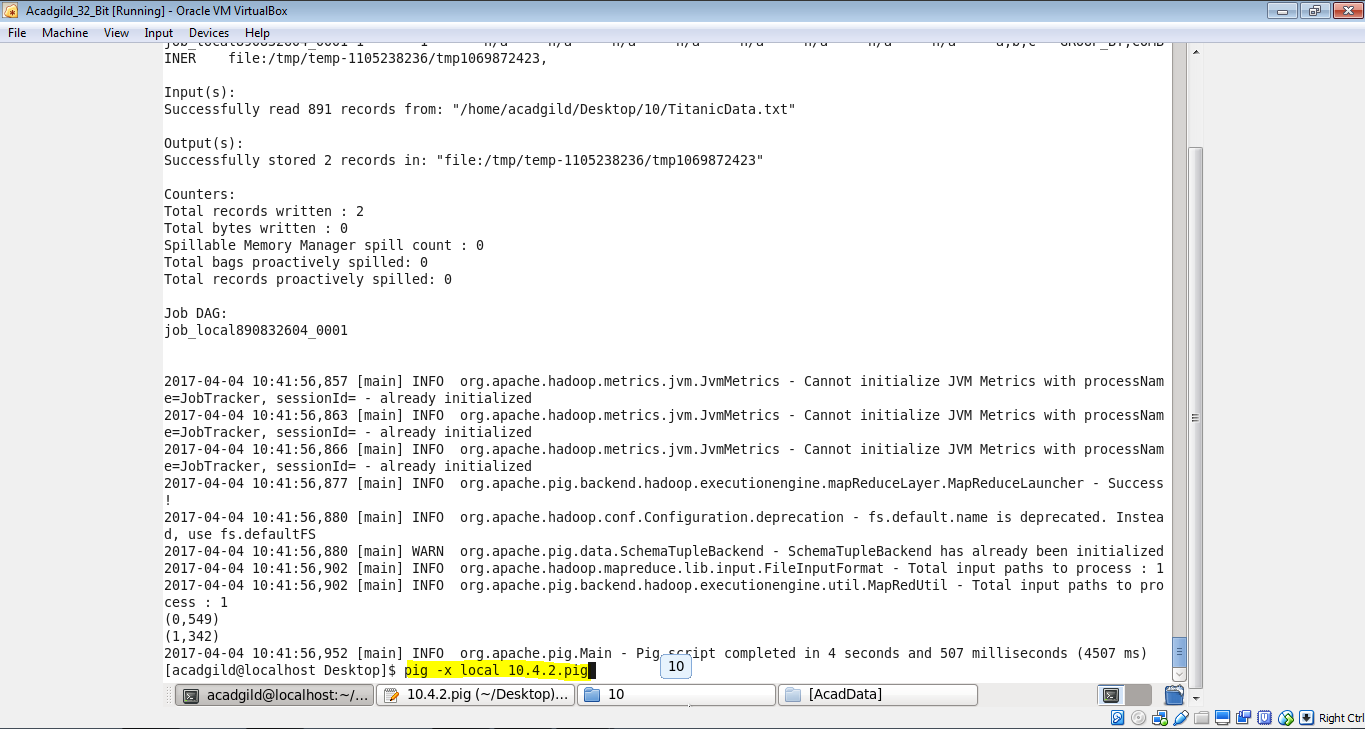 Acadgild_32_Bit [Running] - Oracle VM VirtualBox
File Machine View Input Devices Help
job_local890832604_0001 1 1 n/a n/a n/a n/a n/a n/a n/a n/a a,b,c GROUP_BY,COMB
INER file:/tmp/temp-1105238236/tmp1069872423,
Input(s):
Successfully read 891 records from: "/home/acadgild/Desktop/10/TitanicData.txt"
Output(s):
Successfully stored 2 records in: "file:/tmp/temp-1105238236/tmp1069872423"
Counters:
Total records written : 2
Total bytes written : 0
Spillable Memory Manager spill count : 0
Total bags proactively spilled: 0
Total records proactively spilled: 0
Job DAG:
job_local890832604_0001
2017-04-04 10:41:56,857 [main] INFO  org.apache.hadoop.metrics.jvm.JvmMetrics - Cannot initialize JVM Metrics with processNam
e=JobTracker, sessionId= - already initialized
2017-04-04 10:41:56,863 [main] INFO  org.apache.hadoop.metrics.jvm.JvmMetrics - Cannot initialize JVM Metrics with processNam
e=JobTracker, sessionId= - already initialized
2017-04-04 10:41:56,866 [main] INFO  org.apache.hadoop.metrics.jvm.JvmMetrics - Cannot initialize JVM Metrics with processNam
e=JobTracker, sessionId= - already initialized
2017-04-04 10:41:56,877 [main] INFO  org.apache.pig.backend.hadoop.executionengine.mapReduceLayer.MapReduceLauncher - Success
!
2017-04-04 10:41:56,880 [main] INFO  org.apache.hadoop.conf.Configuration.deprecation - fs.default.name is deprecated. Instea
d, use fs.defaultFS
2017-04-04 10:41:56,880 [main] WARN  org.apache.pig.data.SchemaTupleBackend - SchemaTupleBackend has already been initialized
2017-04-04 10:41:56,902 [main] INFO  org.apache.hadoop.mapreduce.lib.input.FileInputFormat - Total input paths to process : 1
2017-04-04 10:41:56,902 [main] INFO  org.apache.pig.backend.hadoop.executionengine.util.MapRedUtil - Total input paths to pro
cess : 1
(0,549)
(1,342)
2017-04-04 10:41:56,952 [main] INFO  org.apache.pig.Main - Pig script completed in 4 seconds and 507 milliseconds (4507 ms)
[acadgild@localhost Desktop]$ pig -x local 10.4.2.pig
10
acadgild@localhost:~/... 10.4.2.pig (~/Desktop)... 10 [AcadData]
Right Ctrl